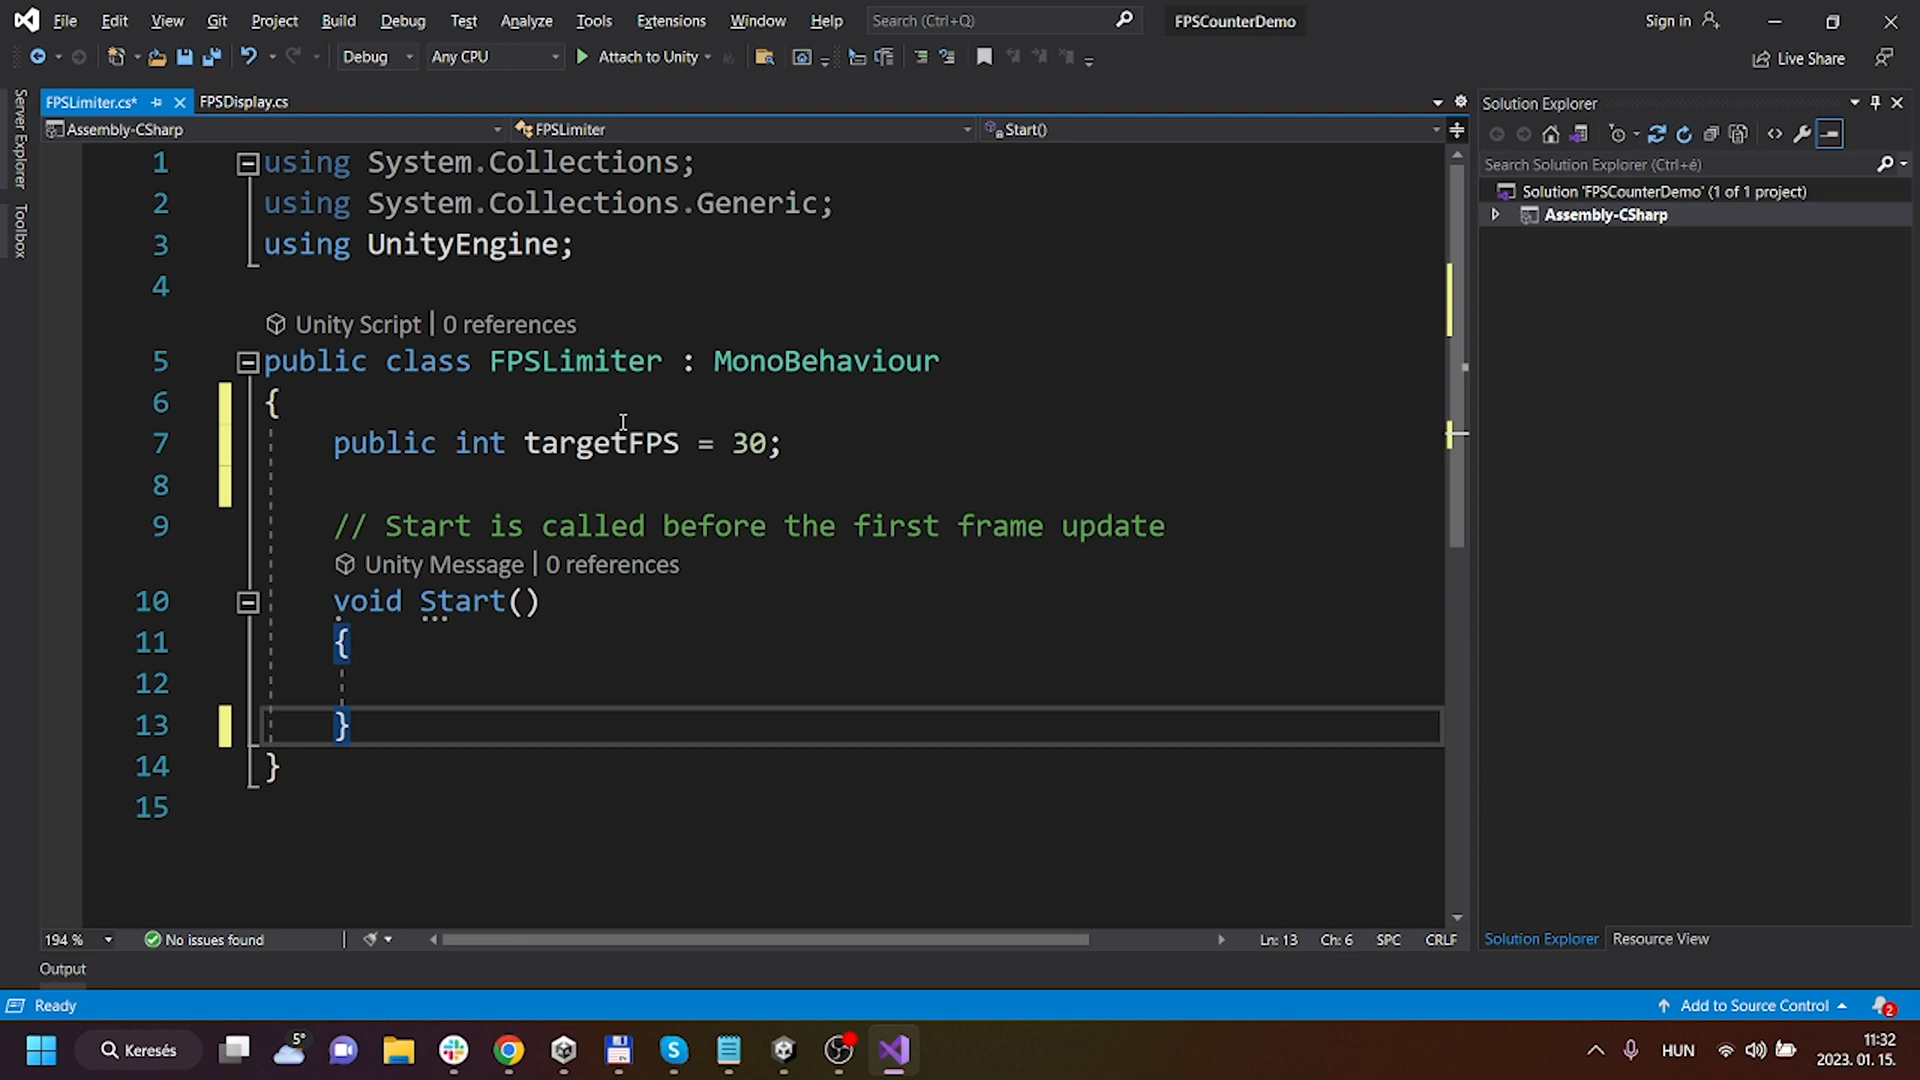 File Edit View Git Project Build Debug Test Analyze Tools Extensions Window Help Search (Ctrl+Q) FPSCounterDemo Sign in
Debug Any CPU Attach to Unity Live Share
Server Explorer
Toolbox
FPSLimiter.cs* FPSDisplay.cs
Assembly-CSharp FPSLimiter Start()
1 using System.Collections;
2 using System.Collections.Generic;
3 using UnityEngine;
4
Unity Script | 0 references
5 public class FPSLimiter : MonoBehaviour
6 {
7 public int targetFPS = 30;
8
9 // Start is called before the first frame update
Unity Message | 0 references
10 void Start()
11 {
12
13 }
14 }
15
194 % No issues found Ln: 13 Ch: 6 SPC CRLF
Solution Explorer
Search Solution Explorer (Ctrl+é)
Solution 'FPSCounterDemo' (1 of 1 project)
Assembly-CSharp
Solution Explorer Resource View
Output
Ready Add to Source Control 2
Keresés 5° HUN 11:32
2023. 01. 15.